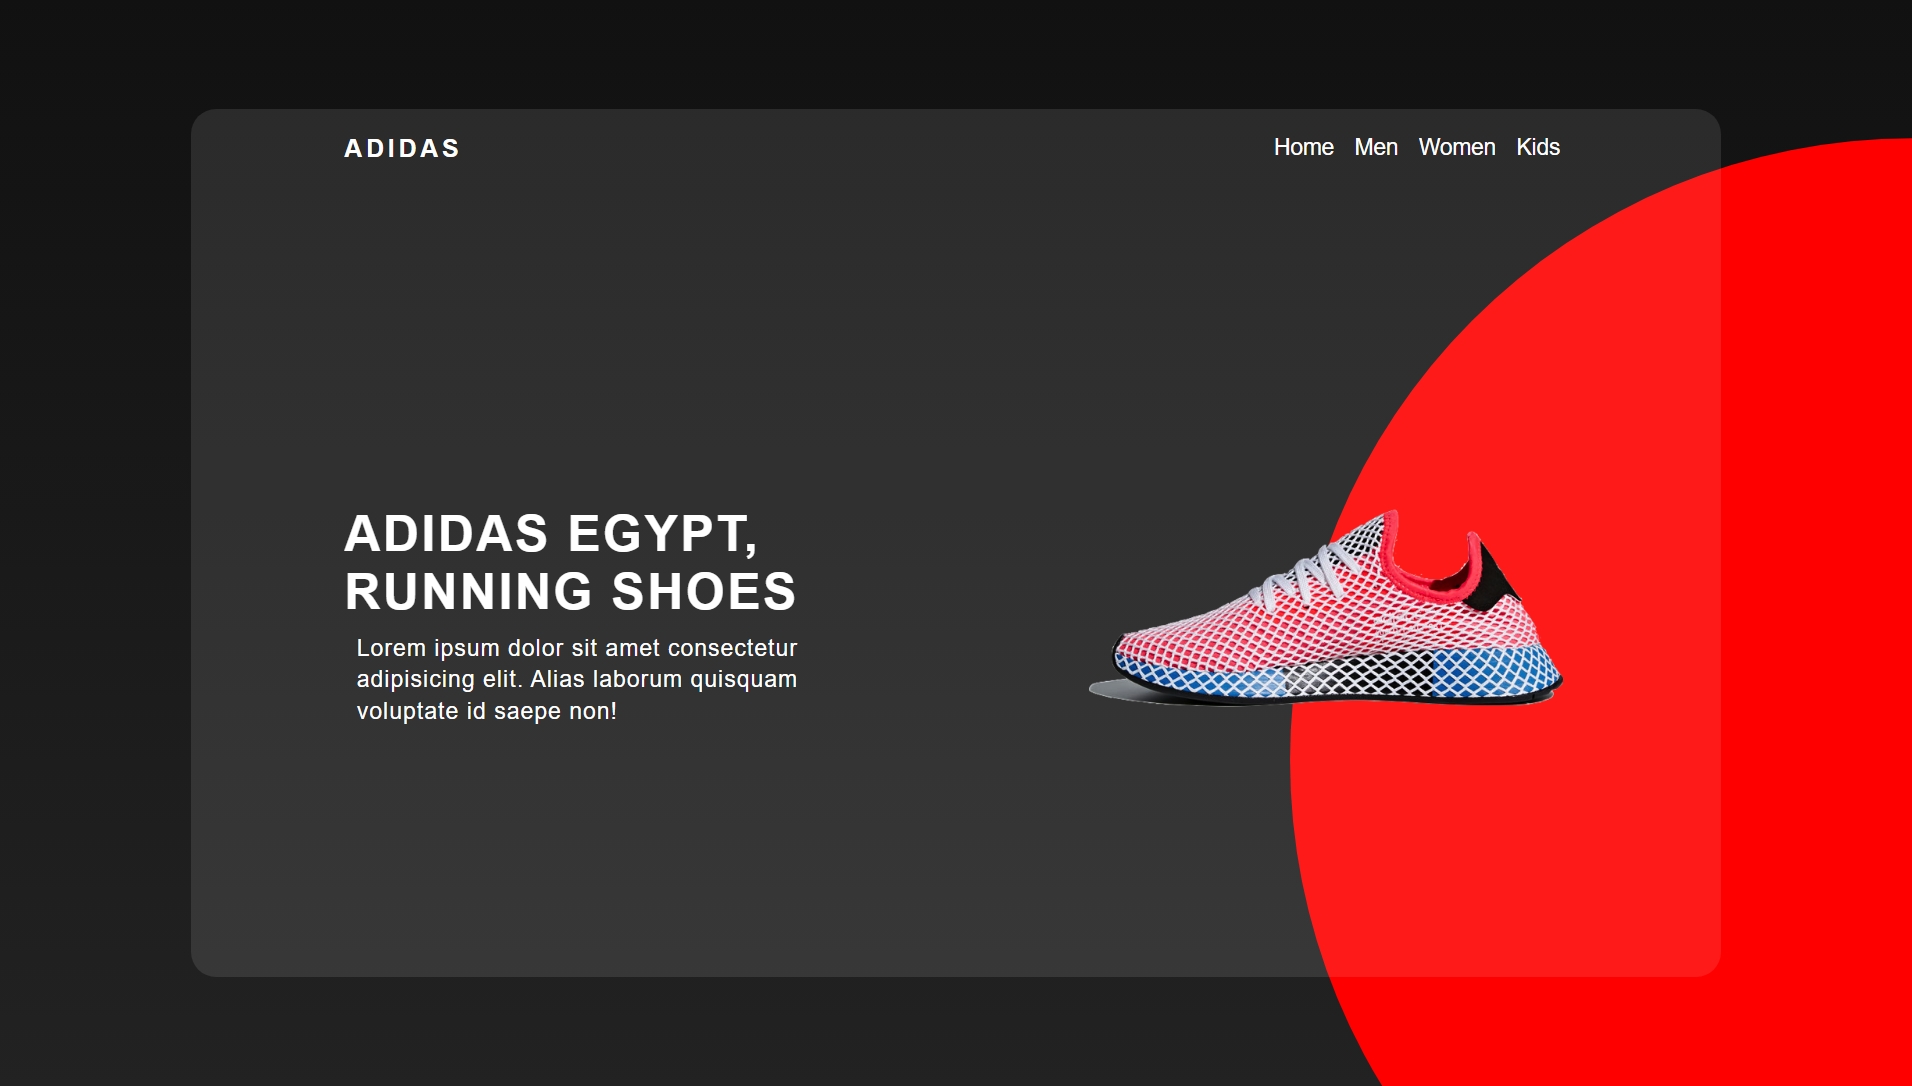 ADIDAS
Home Men Women Kids
ADIDAS EGYPT,
RUNNING SHOES
Lorem ipsum dolor sit amet consectetur
adipisicing elit. Alias laborum quisquam
voluptate id saepe non!